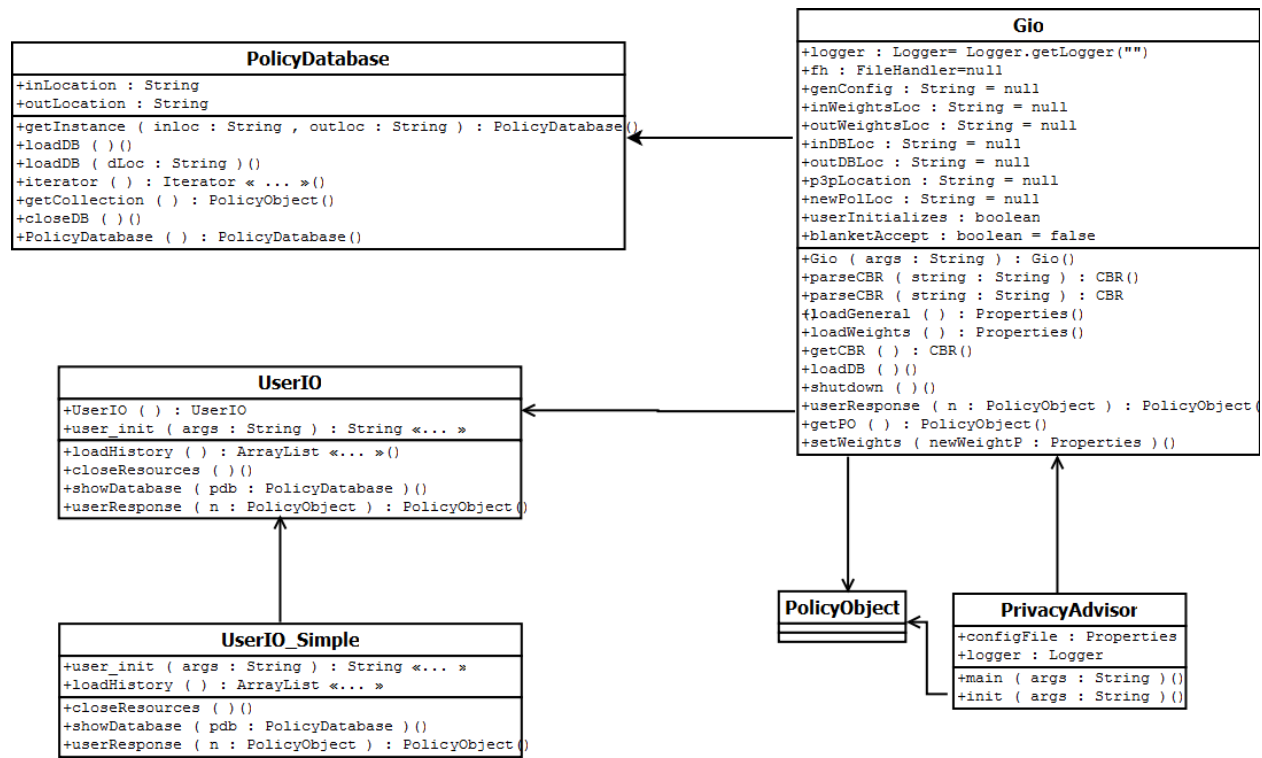 PolicyDatabase
+inLocation : String
+outLocation : String
+getInstance ( inloc : String , outloc : String ) : PolicyDatabase()
+loadDB ( )()
+loadDB ( dLoc : String )()
+iterator ( ) : Iterator « ... »()
+getCollection ( ) : PolicyObject()
+closeDB ( )()
+PolicyDatabase ( ) : PolicyDatabase()
Gio
+logger : Logger= Logger.getLogger("")
+fh : FileHandler=null
+genConfig : String = null
+inWeightsLoc : String = null
+outWeightsLoc : String = null
+inDBLoc : String = null
+outDBLoc : String = null
+p3pLocation : String = null
+newPolLoc : String = null
+userInitializes : boolean
+blanketAccept : boolean = false
+Gio ( args : String ) : Gio()
+parseCBR ( string : String ) : CBR()
+parseCBR ( string : String ) : CBR
+loadGeneral ( ) : Properties()
+loadWeights ( ) : Properties()
+getCBR ( ) : CBR()
+loadDB ( )()
+shutdown ( )()
+userResponse ( n : PolicyObject ) : PolicyObject(
+getPO ( ) : PolicyObject()
+setWeights ( newWeightP : Properties )()
UserIO
+UserIO ( ) : UserIO
+user_init ( args : String ) : String «... »
+loadHistory ( ) : ArrayList «... »()
+closeResources ( )()
+showDatabase ( pdb : PolicyDatabase )()
+userResponse ( n : PolicyObject ) : PolicyObject()
UserIO_Simple
+user_init ( args : String ) : String «... »
+loadHistory ( ) : ArrayList «... »
+closeResources ( )()
+showDatabase ( pdb : PolicyDatabase )()
+userResponse ( n : PolicyObject ) : PolicyObject()
PolicyObject
PrivacyAdvisor
+configFile : Properties
+logger : Logger
+main ( args : String )()
+init ( args : String )()